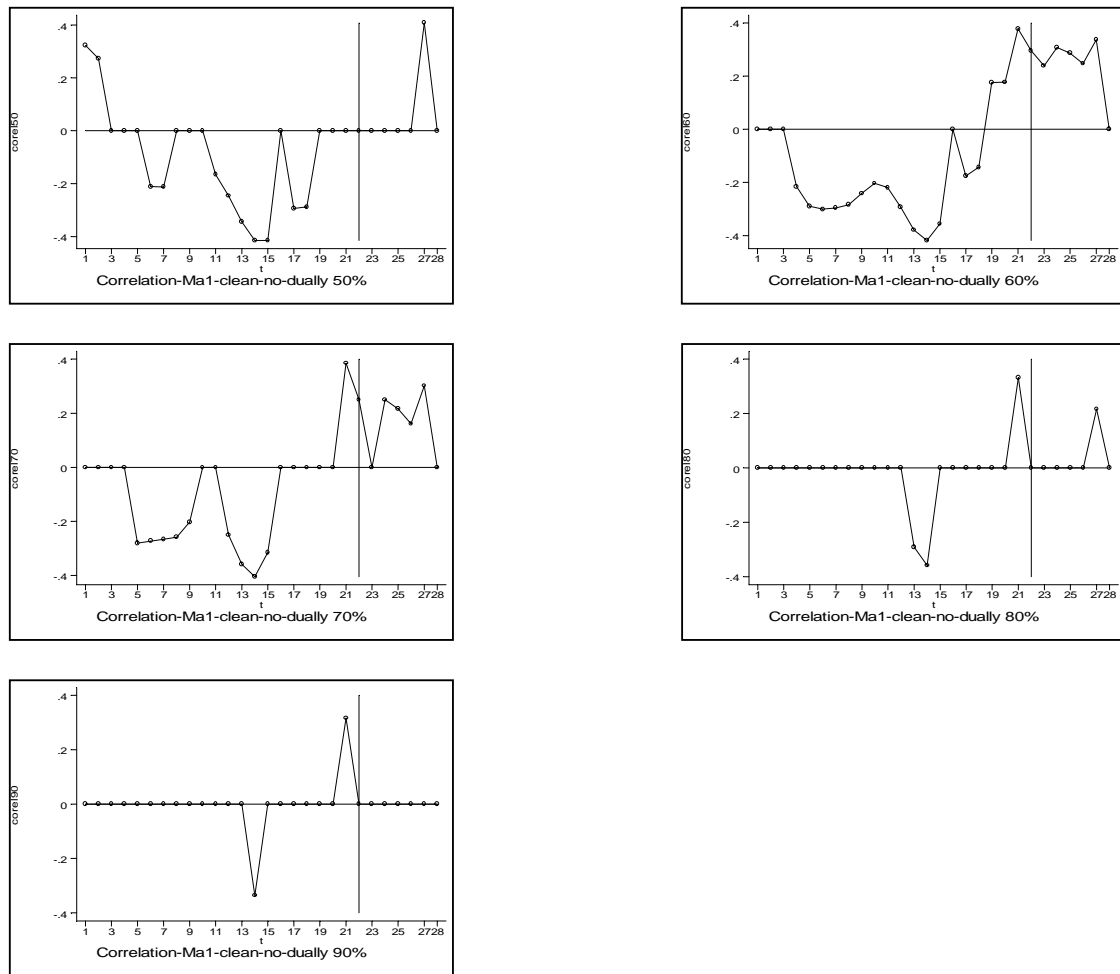 .4
.2
0
-.2
-.4
corel50
1 3 5 7 9 11 13 15 17 19 21 23 25 2728
t
Correlation-Ma1-clean-no-dually 50%
.4
.2
0
-.2
-.4
corel60
1 3 5 7 9 11 13 15 17 19 21 23 25 2728
t
Correlation-Ma1-clean-no-dually 60%
.4
.2
0
-.2
-.4
corel70
1 3 5 7 9 11 13 15 17 19 21 23 25 2728
t
Correlation-Ma1-clean-no-dually 70%
.4
.2
0
-.2
-.4
corel80
1 3 5 7 9 11 13 15 17 19 21 23 25 2728
t
Correlation-Ma1-clean-no-dually 80%
.4
.2
0
-.2
-.4
corel90
1 3 5 7 9 11 13 15 17 19 21 23 25 2728
t
Correlation-Ma1-clean-no-dually 90%